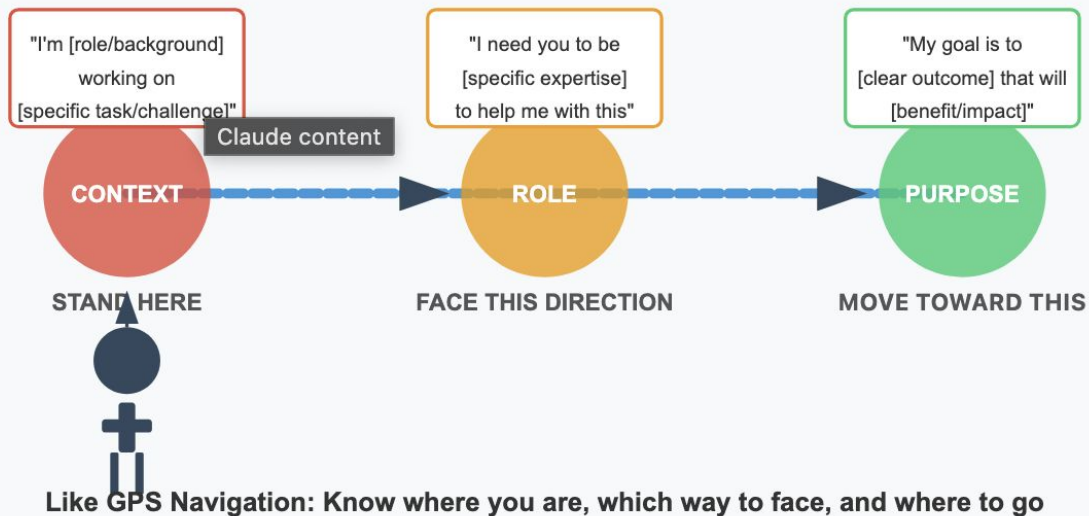 "I'm [role/background]
working on
[specific task/challenge]"
"I need you to be
[specific expertise]
to help me with this"
"My goal is to
[clear outcome] that will
[benefit/impact]"
Claude content
CONTEXT
ROLE
PURPOSE
STAND HERE
FACE THIS DIRECTION
MOVE TOWARD THIS
Like GPS Navigation: Know where you are, which way to face, and where to go